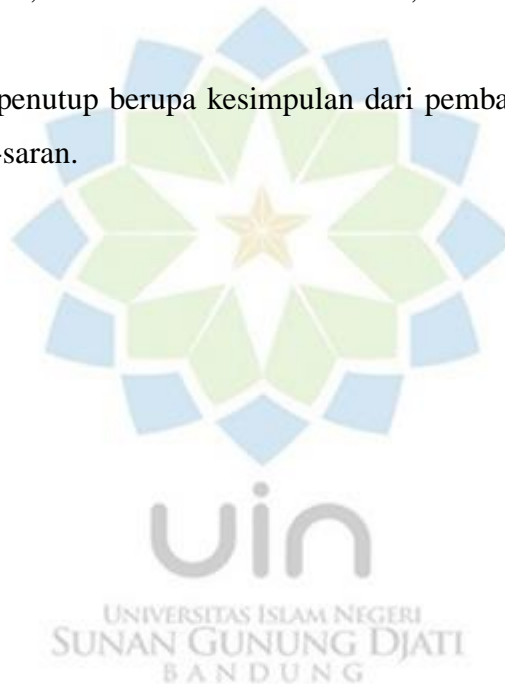 penutup berupa kesimpulan dari pemba
-saran.
uin
UNIVERSITAS ISLAM NEGERI
SUNAN GUNUNG DJATI
BANDUNG